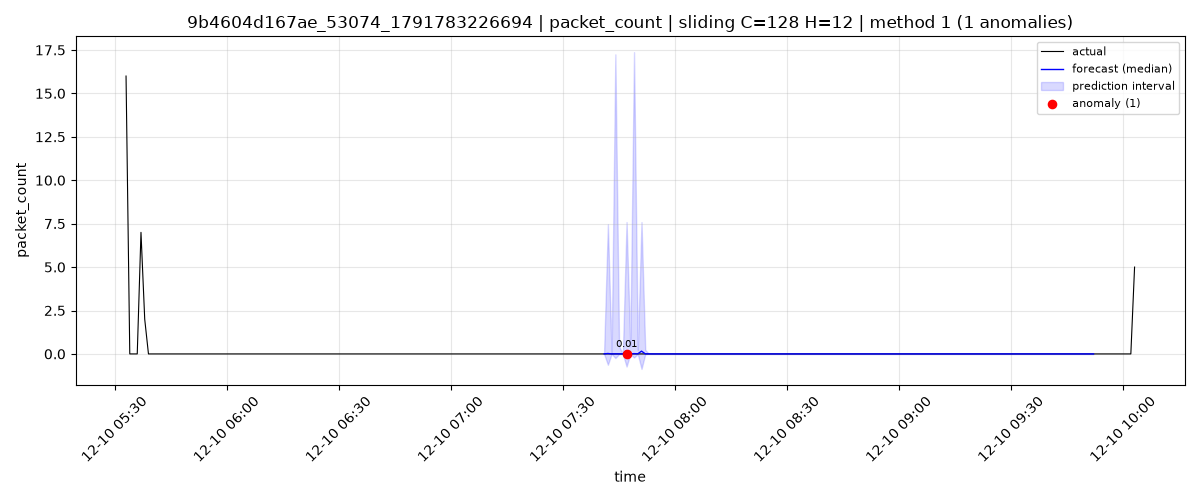 9b4604d167ae_53074_1791783226694 | packet_count | sliding C=128 H=12 | method 1 (1 anomalies)
actual
forecast (median)
prediction interval
anomaly (1)
packet_count
17.5
15.0
12.5
10.0
7.5
5.0
2.5
0.0
0.01
12-10 05:30
12-10 06:00
12-10 06:30
12-10 07:00
12-10 07:30
12-10 08:00
12-10 08:30
12-10 09:00
12-10 09:30
12-10 10:00
time